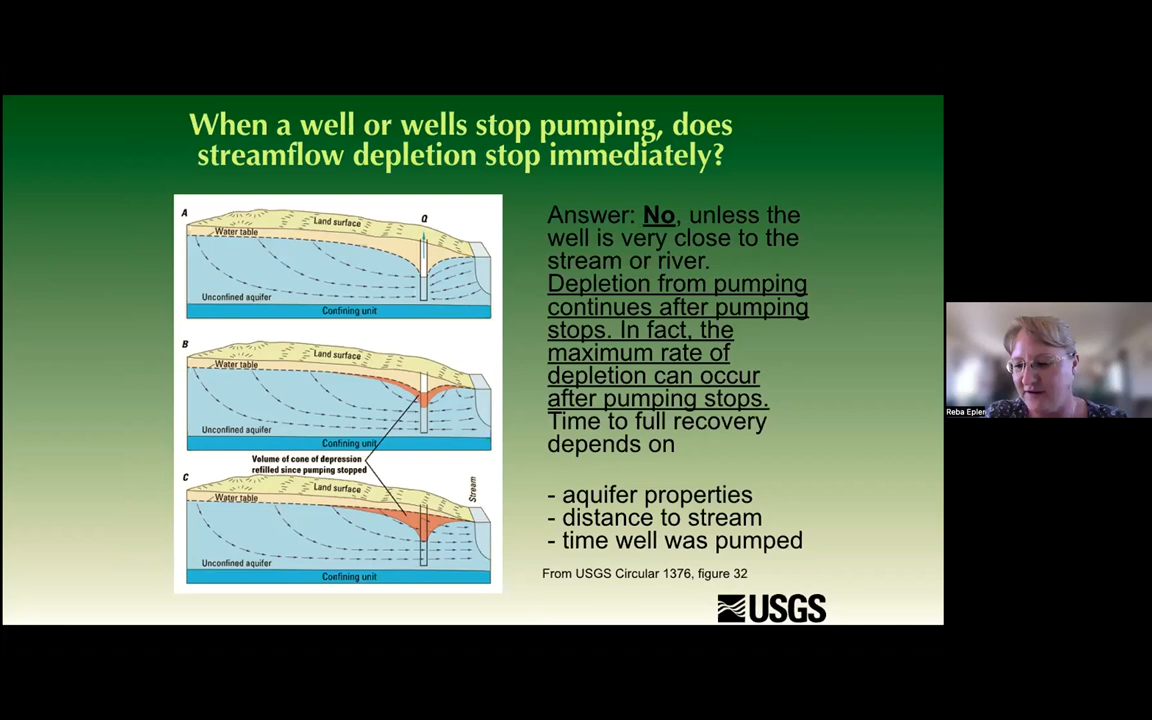 When a well or wells stop pumping, does
streamflow depletion stop immediately?
A
Land surface
Q
Water table
Unconfined aquifer
Confining unit
B
Land surface
Water table
Unconfined aquifer
Confining unit
Volume of cone of depression
refilled since pumping stopped
C
Land surface
Stream
Water table
Unconfined aquifer
Confining unit
Answer: No, unless the
well is very close to the
stream or river.
Depletion from pumping
continues after pumping
stops. In fact, the
maximum rate of
depletion can occur
after pumping stops.
Time to full recovery
depends on
- aquifer properties
- distance to stream
- time well was pumped
From USGS Circular 1376, figure 32
USGS
Reba Epler